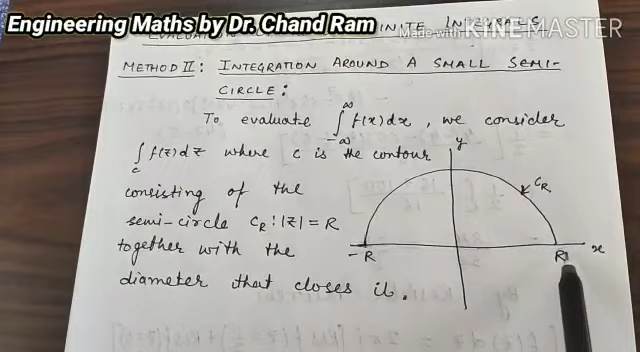 Engineering Maths by Dr. Chand Ram
Made with KINEMASTER
EVALUATION INTEGRALS
METHOD II : INTEGRATION AROUND A SMALL SEMI-
CIRCLE :
To evaluate ∫_{-∞}^{∞} f(x) dx , we consider
∫_c f(z) dz where c is the contour
consisting of the
semi-circle C_R : |z| = R
together with the
diameter that closes it.
y
C_R
-R
R
x